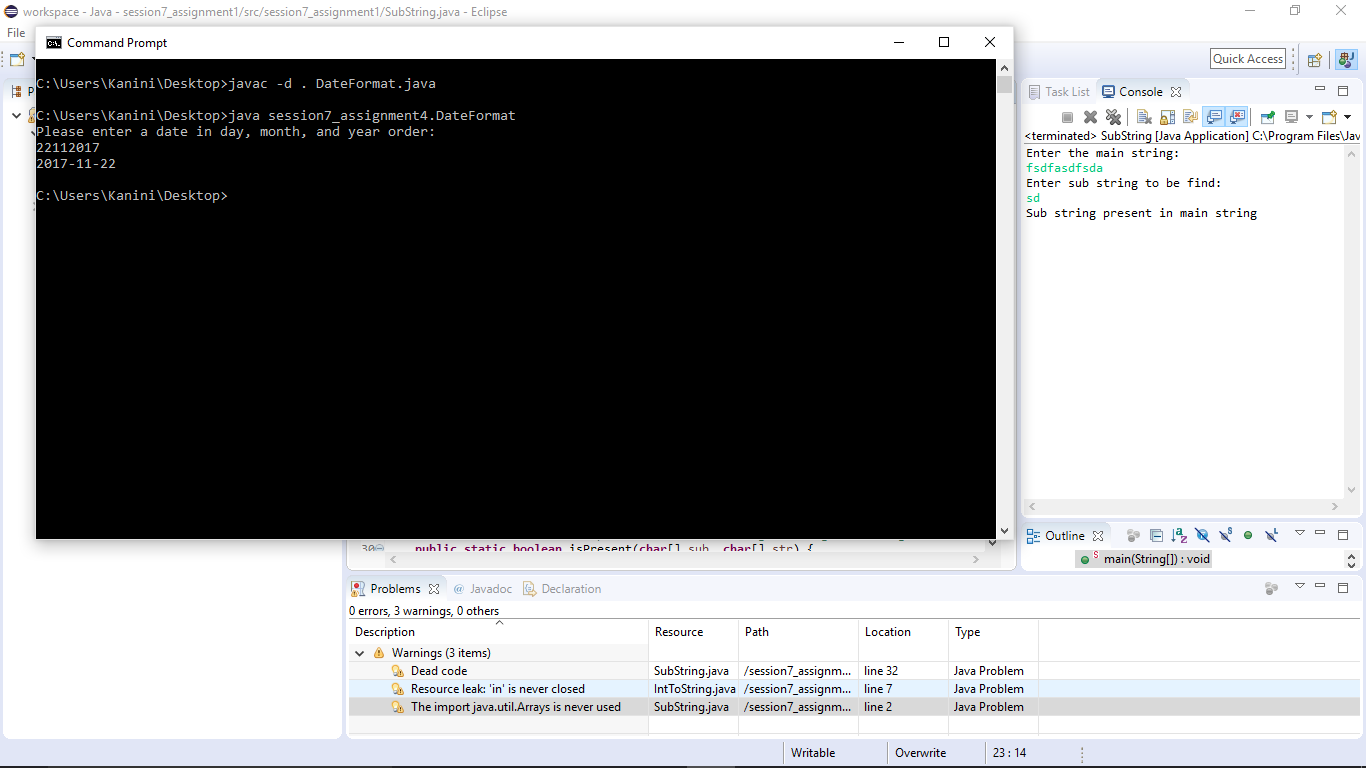 workspace - Java - session7_assignment1/src/session7_assignment1/SubString.java - Eclipse
File
Command Prompt
C:\Users\Kanini\Desktop>javac -d . DateFormat.java
C:\Users\Kanini\Desktop>java session7_assignment4.DateFormat
Please enter a date in day, month, and year order:
22112017
2017-11-22
C:\Users\Kanini\Desktop>
Quick Access
P
Task List Console
<terminated> SubString [Java Application] C:\Program Files\Jav
Enter the main string:
fsdfasdfsda
Enter sub string to be find:
sd
Sub string present in main string
30 public static boolean isPresent(char[] sub, char[] str) {
Outline
main(String[]) : void
Problems @ Javadoc Declaration
0 errors, 3 warnings, 0 others
Description Resource Path Location Type
Warnings (3 items)
Dead code SubString.java /session7_assignm... line 32 Java Problem
Resource leak: 'in' is never closed IntToString.java /session7_assignm... line 7 Java Problem
The import java.util.Arrays is never used SubString.java /session7_assignm... line 2 Java Problem
Writable Overwrite 23 : 14